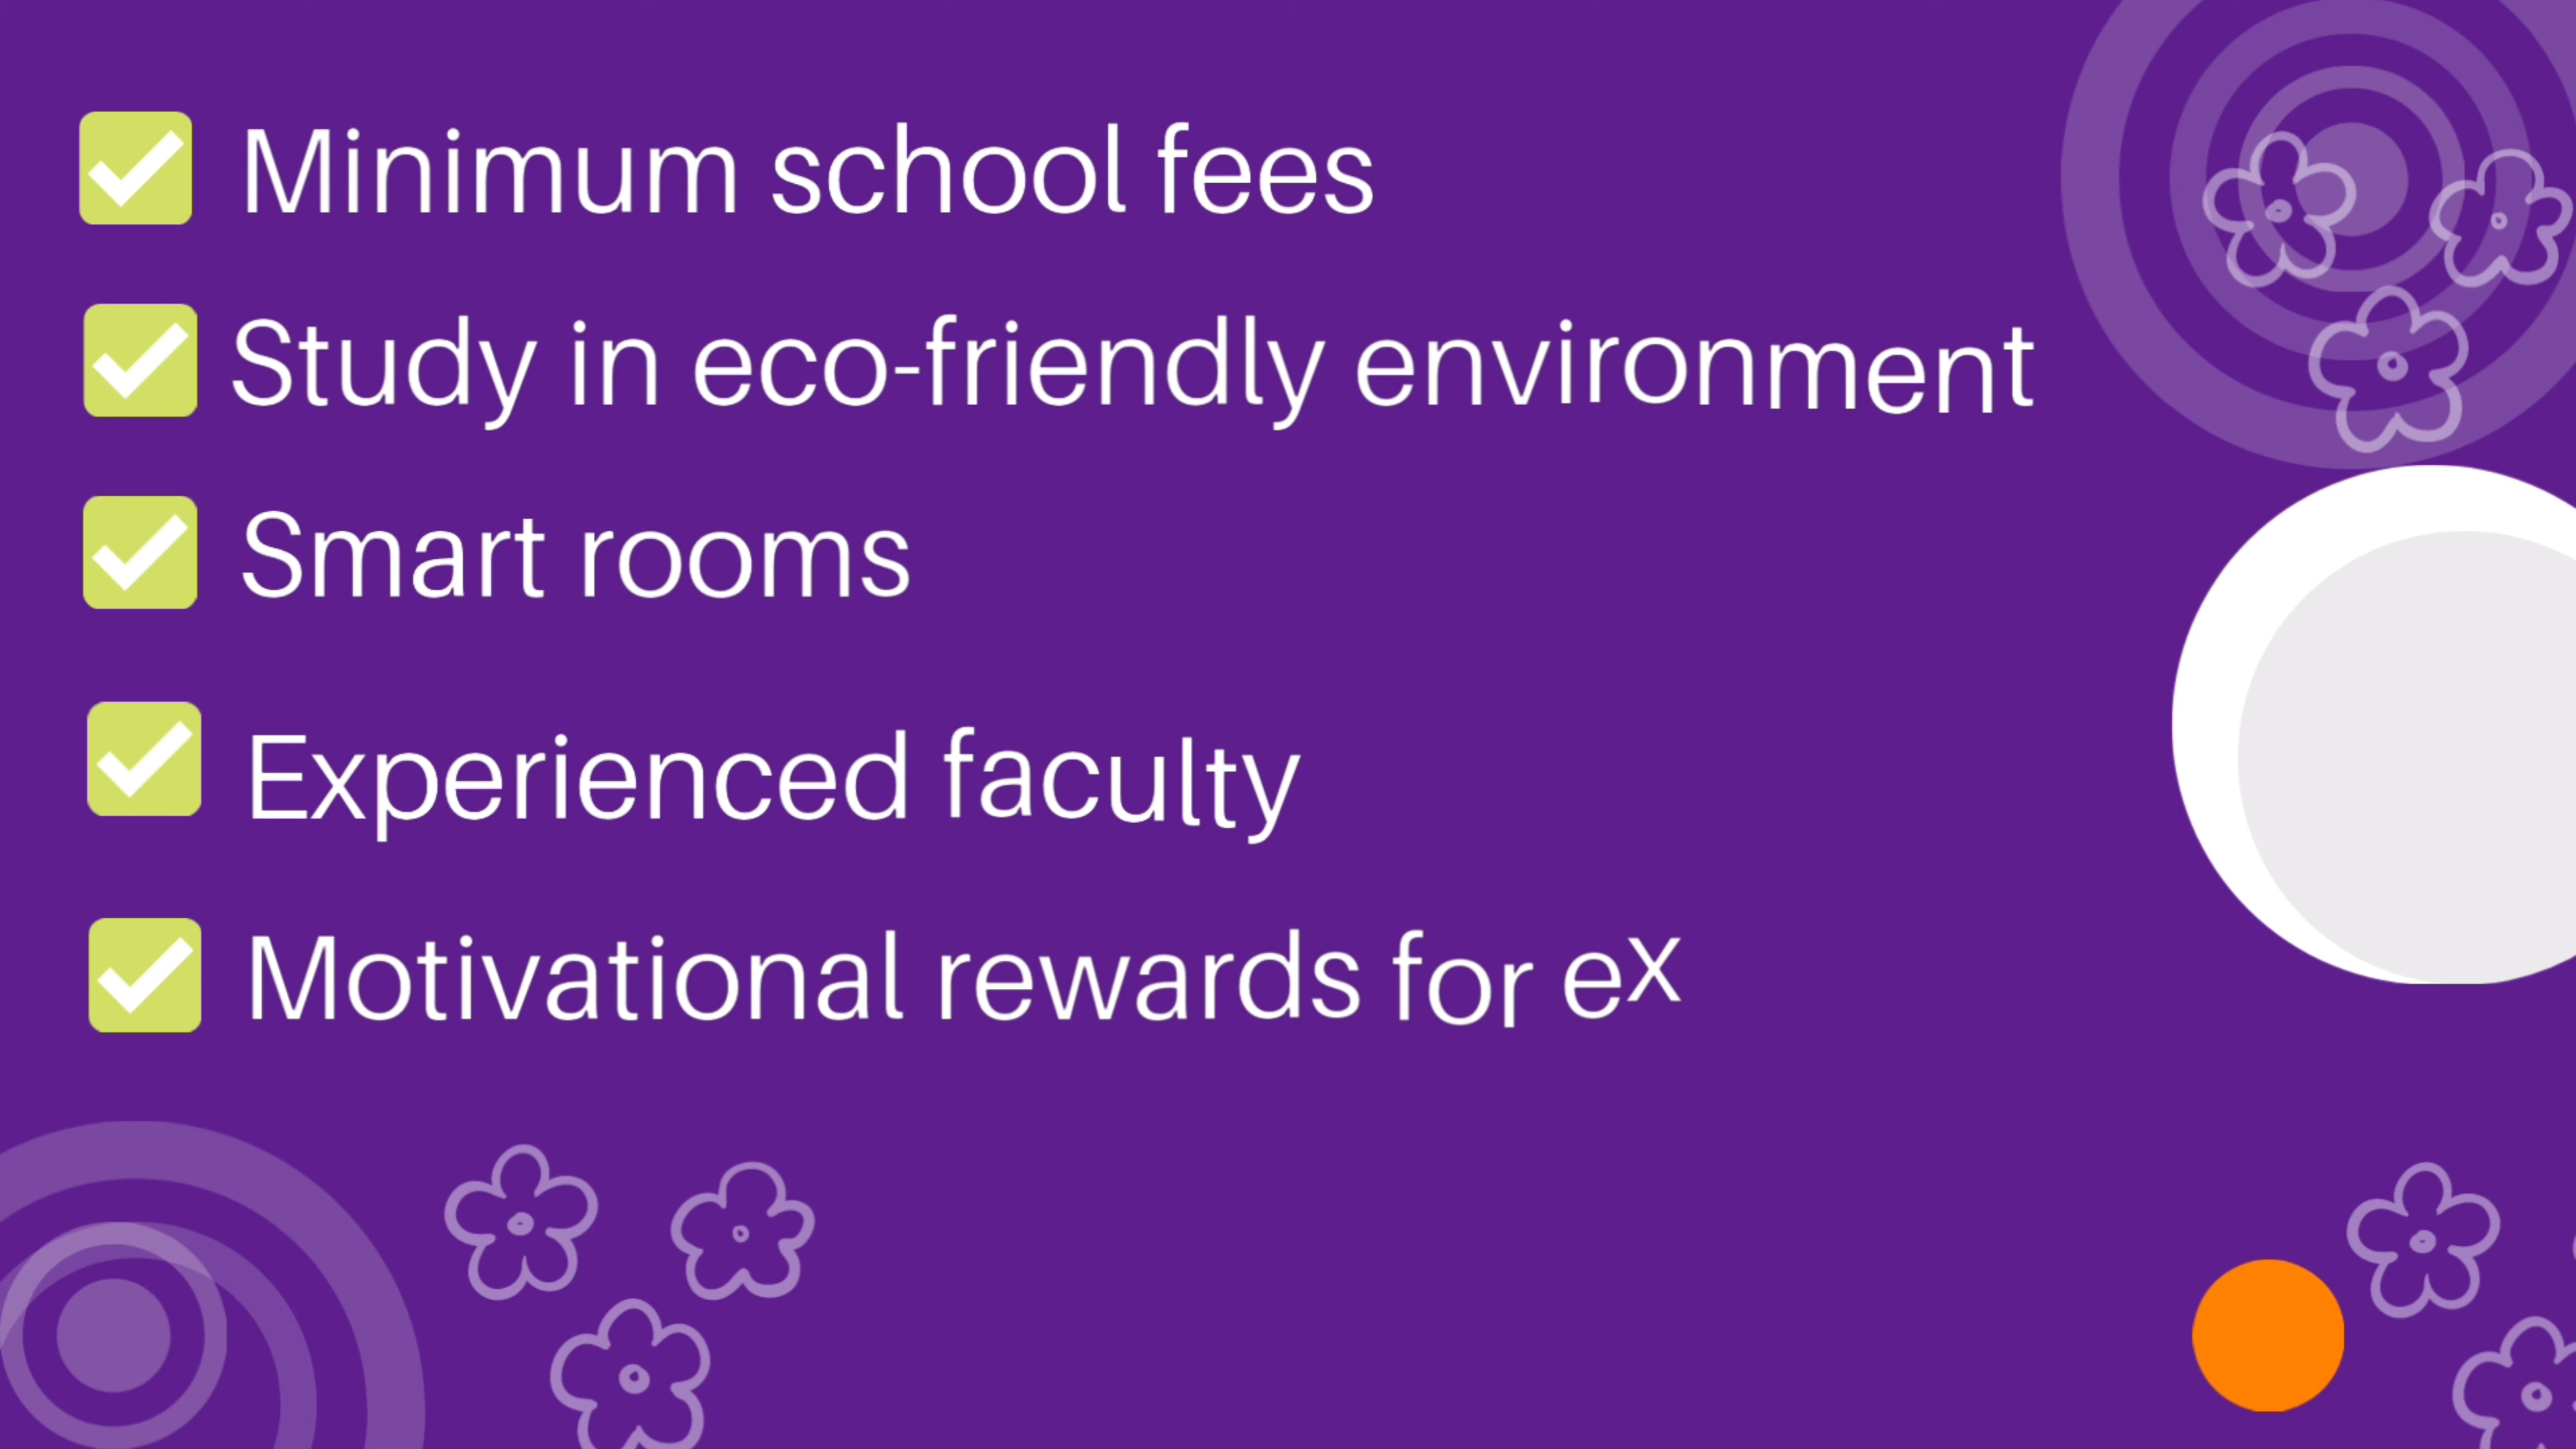 Minimum school fees
Study in eco-friendly environment
Smart rooms
Experienced faculty
Motivational rewards for ex